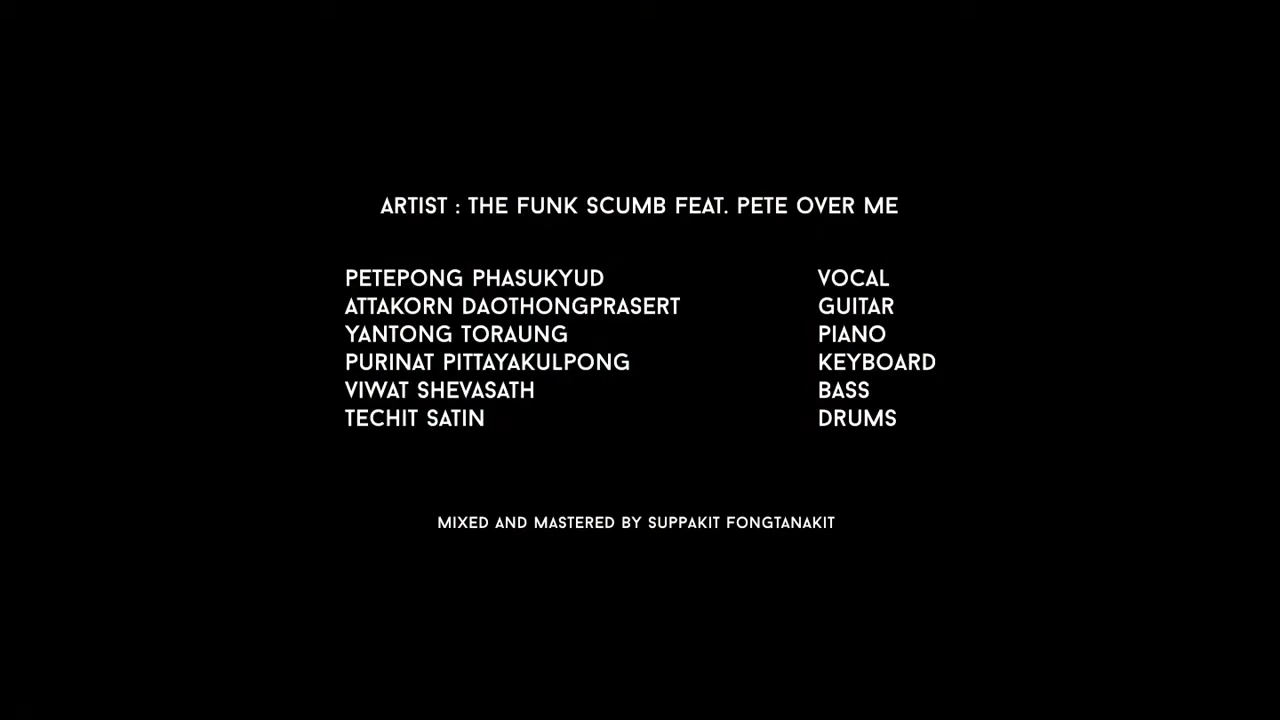 ARTIST : THE FUNK SCUMB FEAT. PETE OVER ME
PETEPONG PHASUKYUD VOCAL
ATTAKORN DAOTHONGPRASERT GUITAR
YANTONG TORAUNG PIANO
PURINAT PITTAYAKULPONG KEYBOARD
VIWAT SHEVASATH BASS
TECHIT SATIN DRUMS
MIXED AND MASTERED BY SUPPAKIT FONGTANAKIT